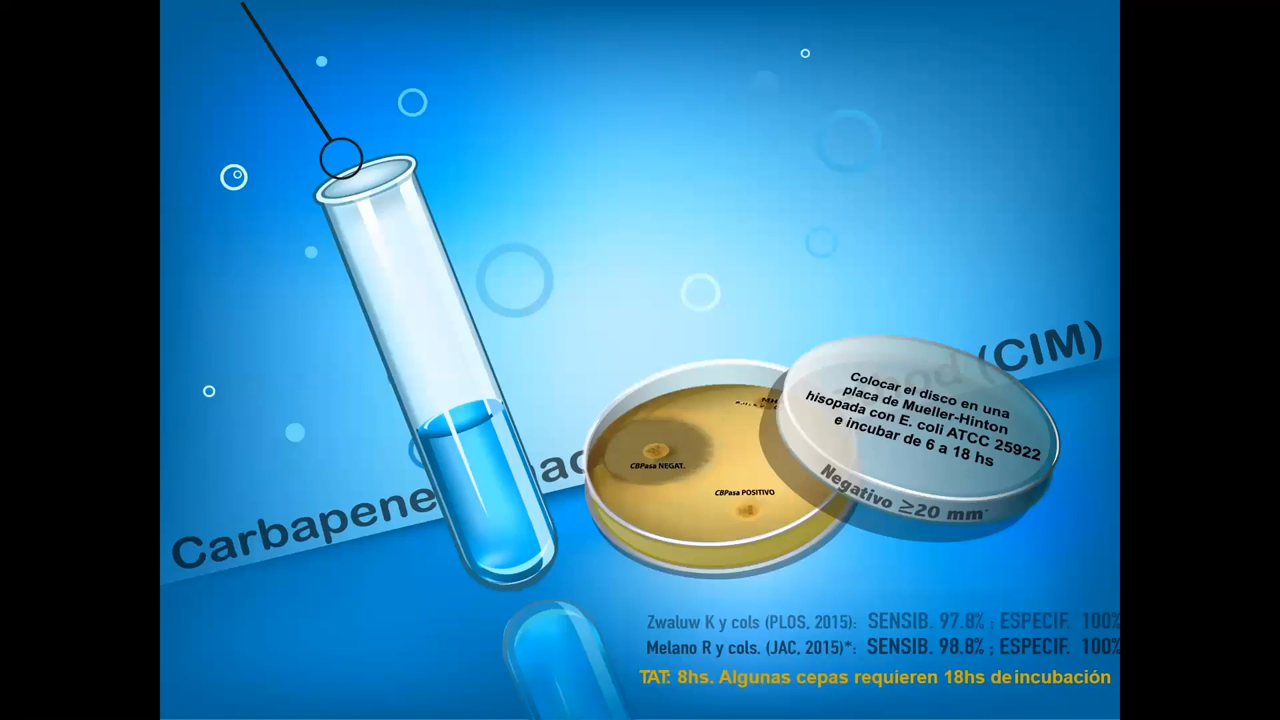 Carbapene
(CIM)
Colocar el disco en una
placa de Mueller-Hinton
hisopada con E. coli ATCC 25922
e incubar de 6 a 18 hs
Negativo ≥20 mm
CBPasa NEGAT.
CBPasa POSITIVO
Zwaluw K y cols (PLOS, 2015): SENSIB. 97.8% ; ESPECIF. 100%
Melano R y cols. (JAC, 2015)*: SENSIB. 98.8% ; ESPECIF. 100%
TAT: 8hs. Algunas cepas requieren 18hs de incubación